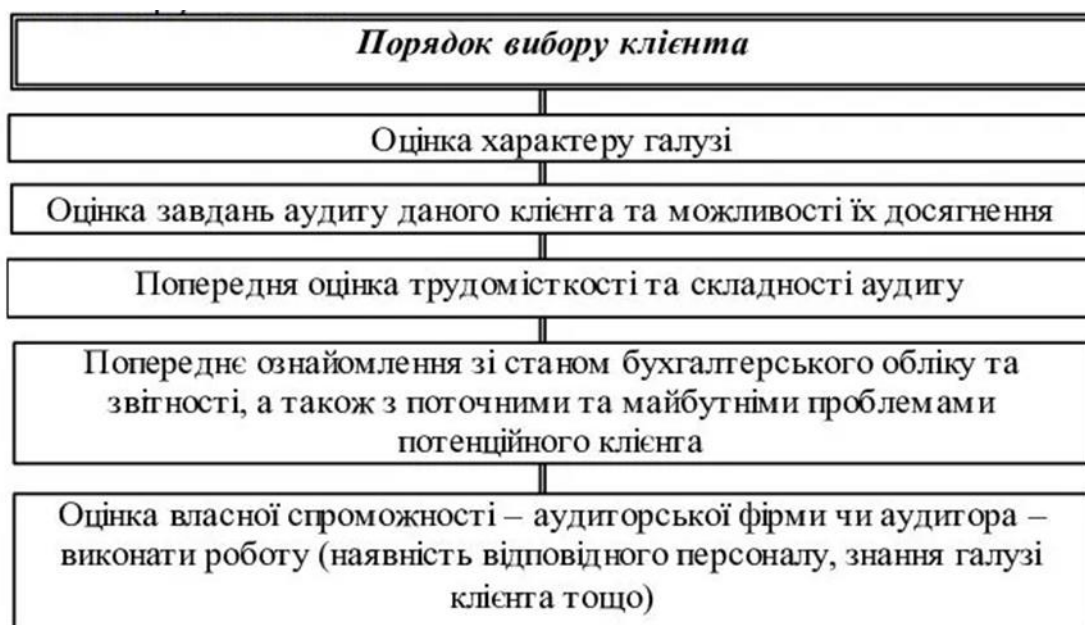 Порядок вибору клієнта
Оцінка характеру галузі
Оцінка завдань аудиту даного клієнта та можливості їх досягнення
Попередня оцінка трудомісткості та складності аудиту
Попереднє ознайомлення зі станом бухгалтерського обліку та
звітності, а також з поточними та майбутніми проблемами
потенційного клієнта
Оцінка власної спроможності – аудиторської фірми чи аудитора –
виконати роботу (наявність відповідного персоналу, знання галузі
клієнта тощо)